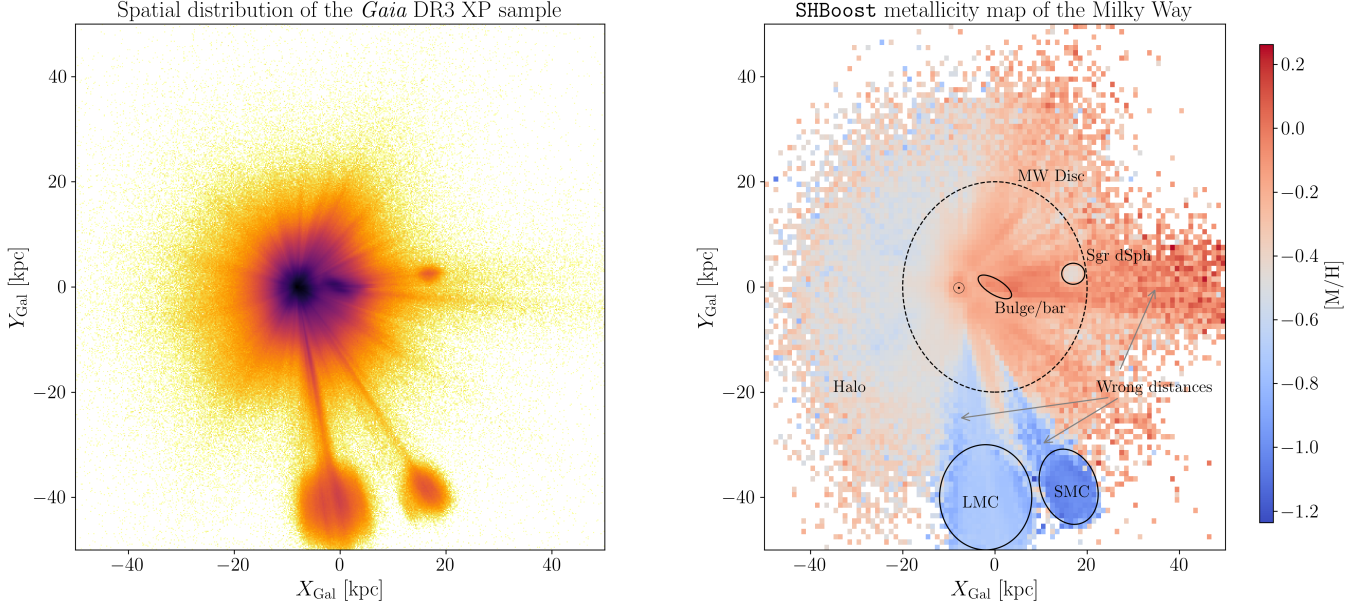 Spatial distribution of the Gaia DR3 XP sample
40
20
0
−20
−40
Y_Gal [kpc]
−40
−20
0
20
40
X_Gal [kpc]
SHBoost metallicity map of the Milky Way
40
20
0
−20
−40
Y_Gal [kpc]
MW Disc
Sgr dSph
Bulge/bar
Halo
Wrong distances
LMC
SMC
−40
−20
0
20
40
X_Gal [kpc]
0.2
0.0
−0.2
−0.4
−0.6
−0.8
−1.0
−1.2
[M/H]